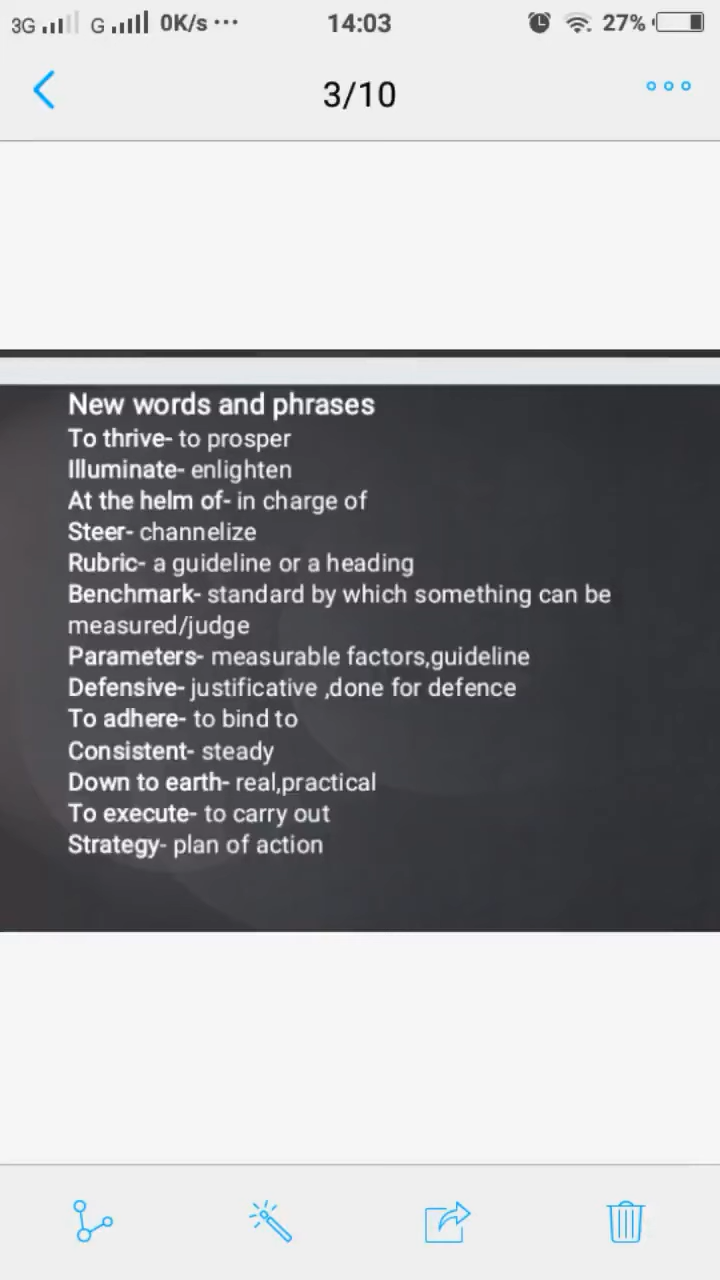 3G G 0K/s ... 14:03 27%
3/10
New words and phrases
To thrive- to prosper
Illuminate- enlighten
At the helm of- in charge of
Steer- channelize
Rubric- a guideline or a heading
Benchmark- standard by which something can be
measured/judge
Parameters- measurable factors,guideline
Defensive- justificative ,done for defence
To adhere- to bind to
Consistent- steady
Down to earth- real,practical
To execute- to carry out
Strategy- plan of action